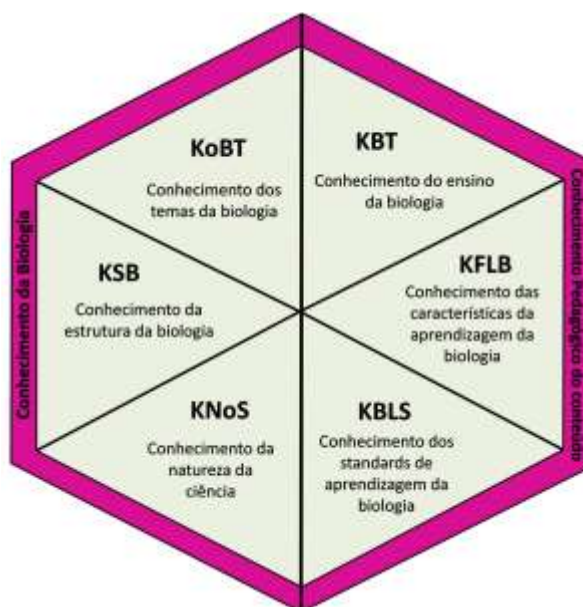 Conhecimento da Biologia
KoBT
Conhecimento dos
temas da biologia
KSB
Conhecimento da
estrutura da biologia
KNoS
Conhecimento da
natureza da
ciência
KBT
Conhecimento do ensino
da biologia
KFLB
Conhecimento das
características da
aprendizagem da
biologia
KBLS
Conhecimento dos
standards de
aprendizagem da
biologia
Conhecimento Pedagógico do conteúdo